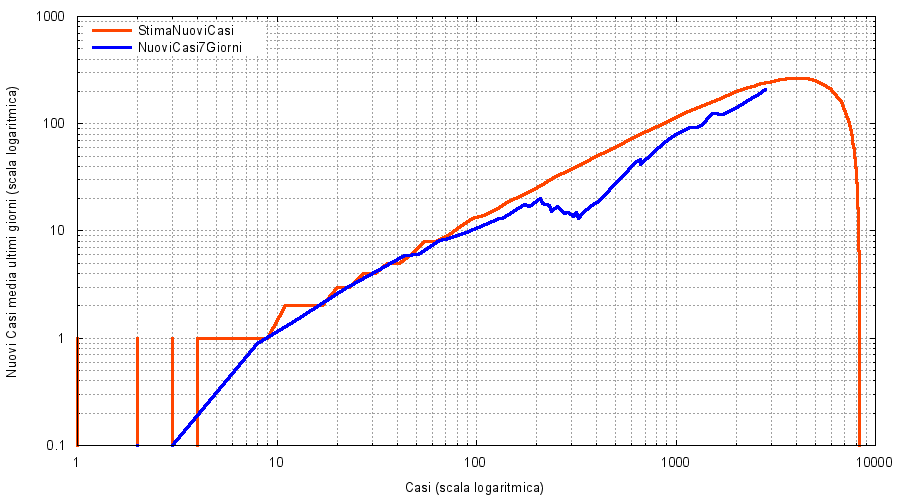 1000
StimaNuoviCasi
NuoviCasi7Giorni
100
10
1
0.1
Nuovi Casi media ultimi giorni (scala logaritmica)
1 10 100 1000 10000
Casi (scala logaritmica)